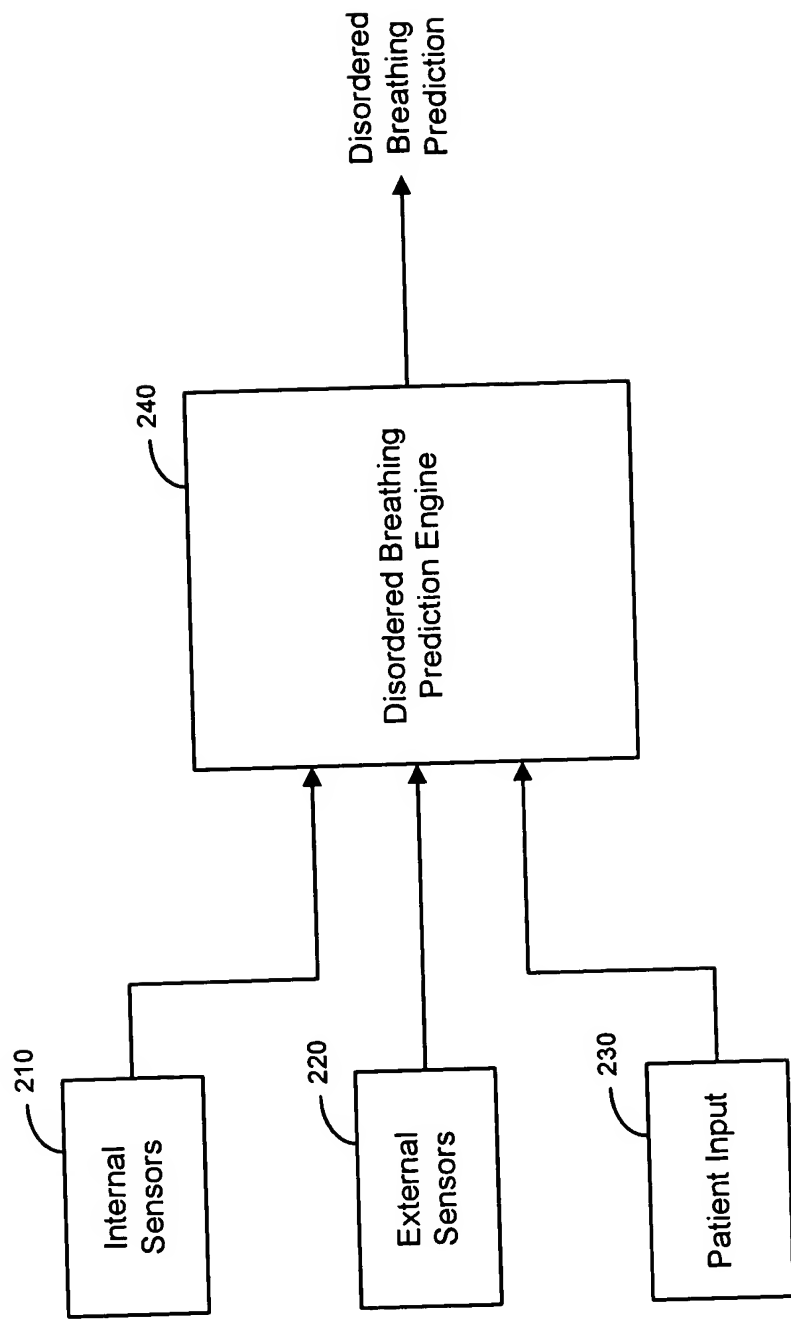 210
Internal
Sensors
220
External
Sensors
230
Patient Input
240
Disordered Breathing
Prediction Engine
Disordered
Breathing
Prediction